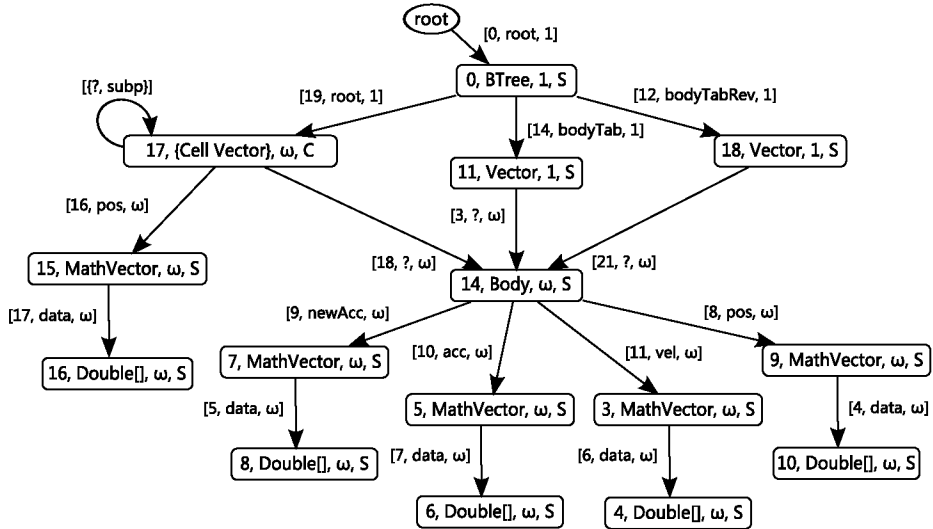 root
[0, root, 1]
0, BTree, 1, S
[{?, subp}]
[19, root, 1]
[12, bodyTabRev, 1]
[14, bodyTab, 1]
17, {Cell Vector}, ω, C
18, Vector, 1, S
11, Vector, 1, S
[16, pos, ω]
[3, ?, ω]
[18, ?, ω]
[21, ?, ω]
15, MathVector, ω, S
14, Body, ω, S
[17, data, ω]
[9, newAcc, ω]
[8, pos, ω]
[10, acc, ω]
[11, vel, ω]
16, Double[], ω, S
7, MathVector, ω, S
9, MathVector, ω, S
5, MathVector, ω, S
3, MathVector, ω, S
[5, data, ω]
[4, data, ω]
[7, data, ω]
[6, data, ω]
8, Double[], ω, S
10, Double[], ω, S
6, Double[], ω, S
4, Double[], ω, S